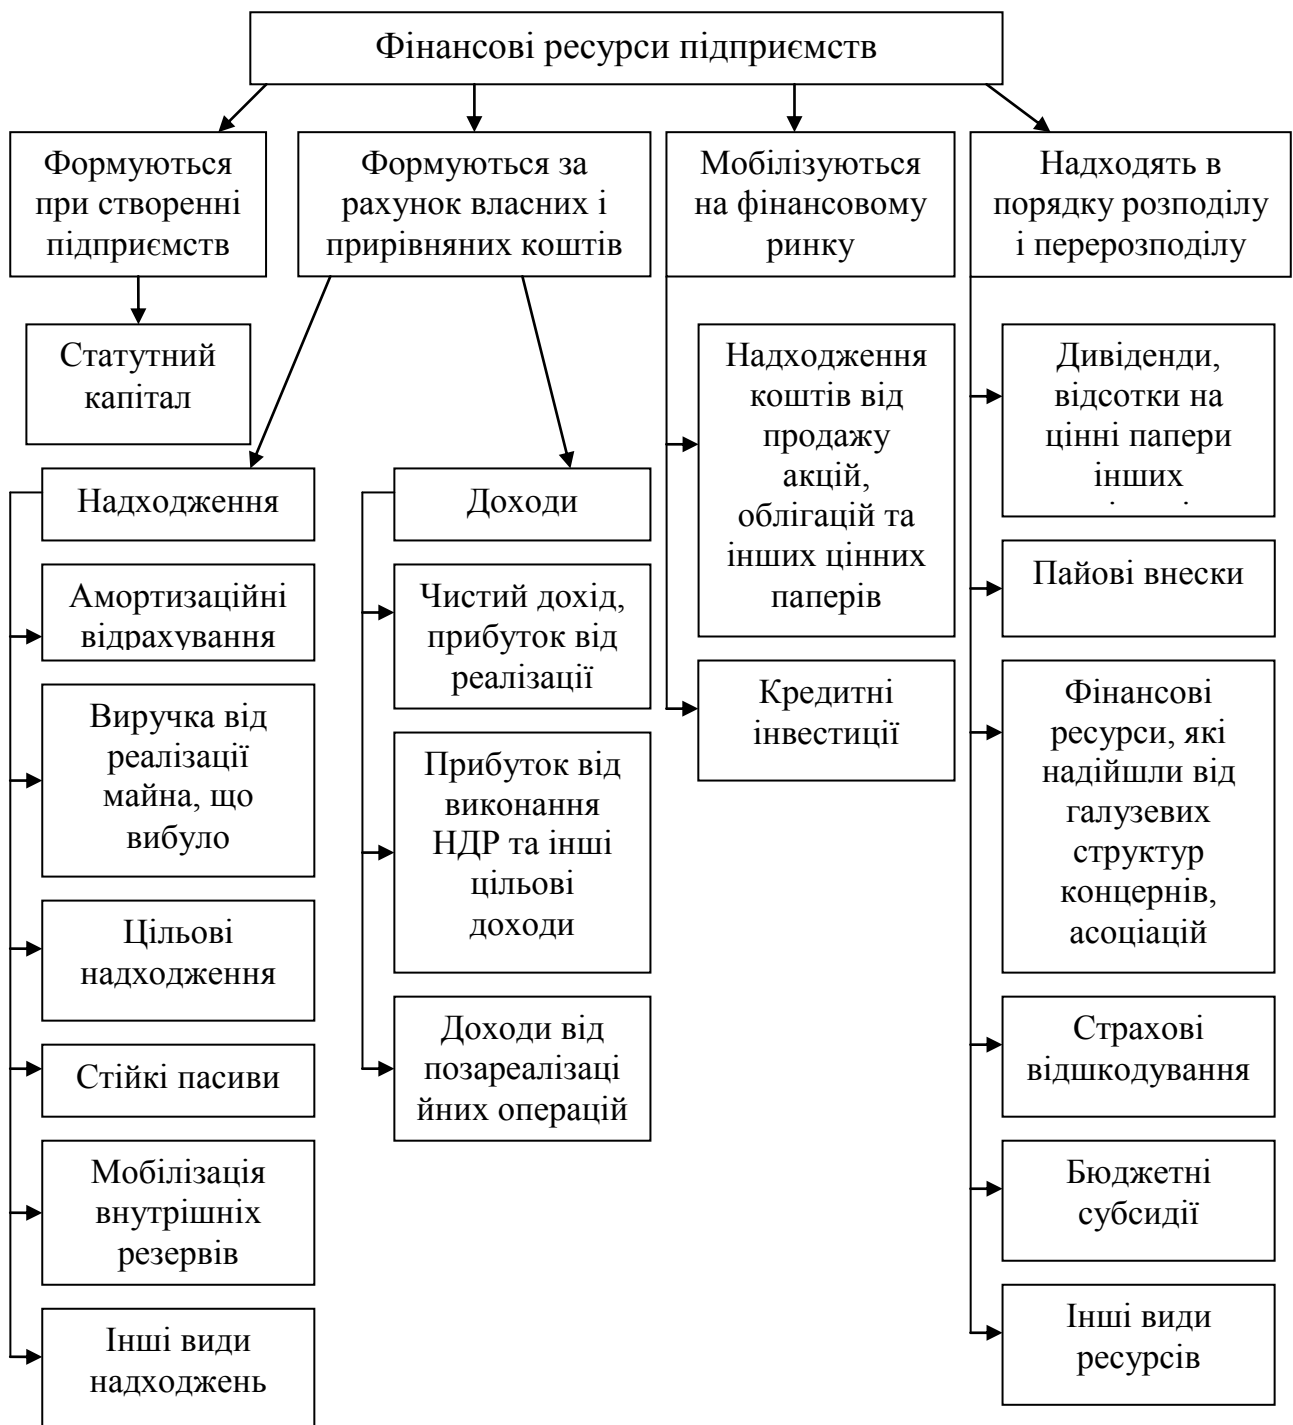 Фінансові ресурси підприємств
Формуються
при створенні
підприємств
Формуються за
рахунок власних і
прирівняних коштів
Мобілізуються
на фінансовому
ринку
Надходять в
порядку розподілу
і перерозподілу
Статутний
капітал
Надходження
Амортизаційні
відрахування
Виручка від
реалізації
майна, що
вибуло
Цільові
надходження
Стійкі пасиви
Мобілізація
внутрішніх
резервів
Інші види
надходжень
Доходи
Чистий дохід,
прибуток від
реалізації
Прибуток від
виконання
НДР та інші
цільові
доходи
Доходи від
позареалізаці
йних операцій
Надходження
коштів від
продажу
акцій,
облігацій та
інших цінних
паперів
Кредитні
інвестиції
Дивіденди,
відсотки на
цінні папери
інших
Пайові внески
Фінансові
ресурси, які
надійшли від
галузевих
структур
концернів,
асоціацій
Страхові
відшкодування
Бюджетні
субсидії
Інші види
ресурсів